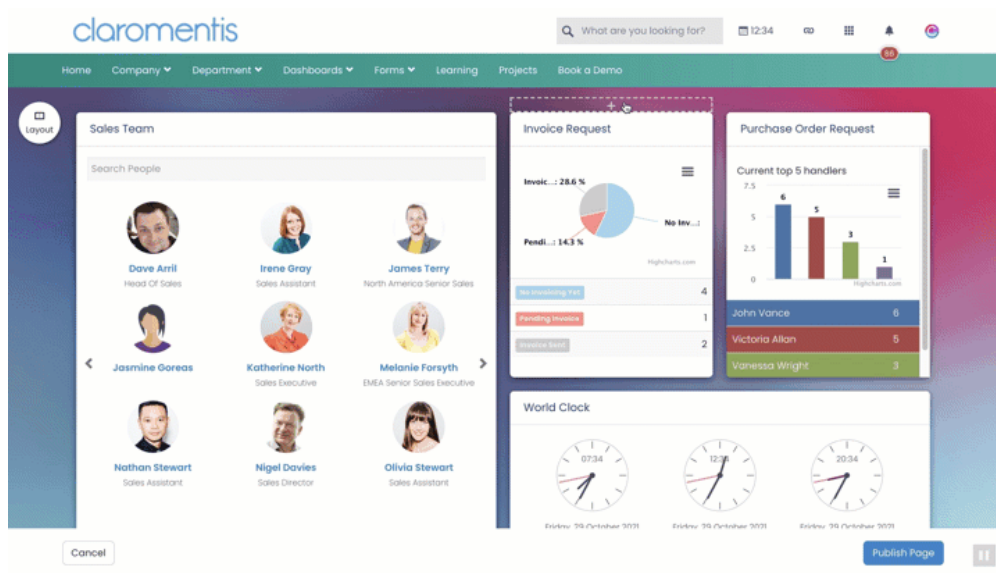 claromentis
What are you looking for?
12:34
56
Home Company Department Dashboards Forms Learning Projects Book a Demo
Layout
Sales Team
Search People
Dave Arril
Head Of Sales
Irene Gray
Sales Assistant
James Terry
North America Senior Sales
Jasmine Goreas
Katherine North
Sales Executive
Melanie Forsyth
EMEA Senior Sales Executive
Nathan Stewart
Sales Assistant
Nigel Davies
Sales Director
Olivia Stewart
Sales Assistant
+
Invoice Request
Invoic...: 28.6 %
No Inv...:
Pendi...: 14.3 %
Highcharts.com
No Invoicing Yet 4
Pending Invoice 1
Invoice Sent 2
Purchase Order Request
Current top 5 handlers
7.5
5
2.5
0
6
5
3
1
Highcharts.com
John Vance 6
Victoria Allan 5
Vanessa Wright 3
World Clock
07:34
12:34
20:34
Friday, 29 October 2021
Friday, 29 October 2021
Friday, 29 October 2021
Cancel
Publish Page